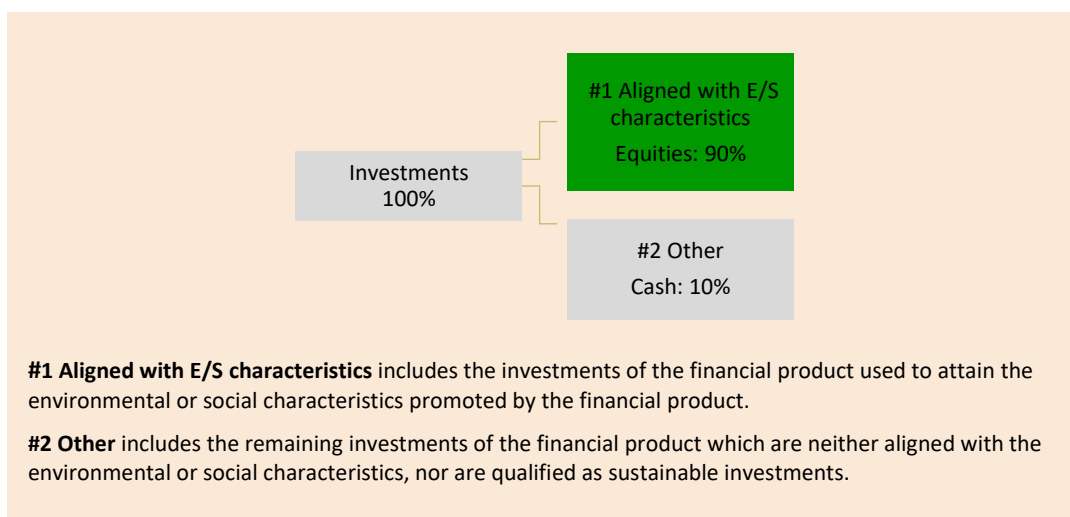 #1 Aligned with E/S
characteristics
Equities: 90%
Investments
100%
#2 Other
Cash: 10%
#1 Aligned with E/S characteristics includes the investments of the financial product used to attain the
environmental or social characteristics promoted by the financial product.
#2 Other includes the remaining investments of the financial product which are neither aligned with the
environmental or social characteristics, nor are qualified as sustainable investments.